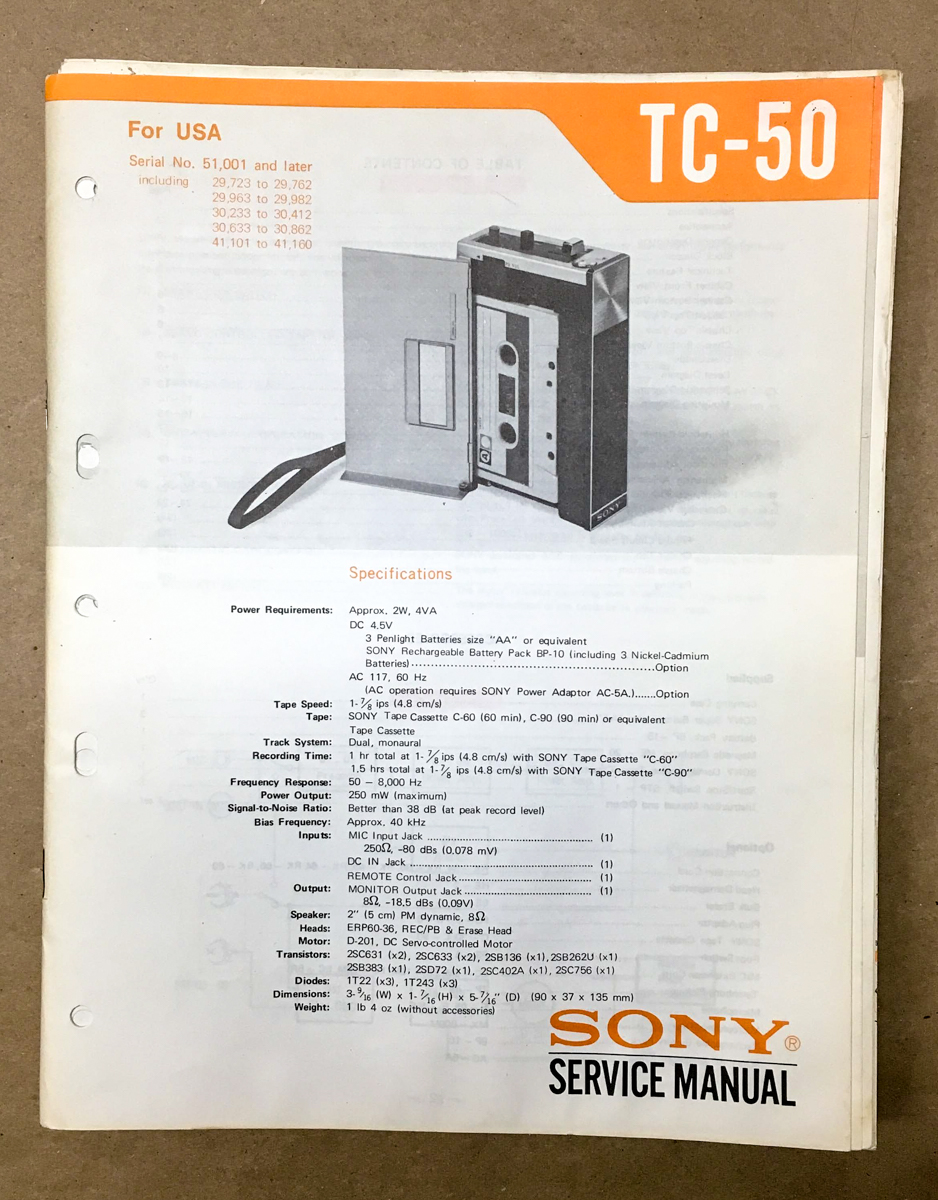 TC-50
For USA
Serial No. 51,001 and later
including 29,723 to 29,762
29,963 to 29,982
30,233 to 30,412
30,633 to 30,862
41,101 to 41,160
SONY
Specifications
Power Requirements: Approx. 2W, 4VA
DC 4.5V
3 Penlight Batteries size "AA" or equivalent
SONY Rechargeable Battery Pack BP-10 (including 3 Nickel-Cadmium
Batteries)..........Option
AC 117, 60 Hz
(AC operation requires SONY Power Adaptor AC-5A.).......Option
Tape Speed: 1-7/8 ips (4.8 cm/s)
Tape: SONY Tape Cassette C-60 (60 min), C-90 (90 min) or equivalent
Tape Cassette
Track System: Dual, monaural
Recording Time: 1 hr total at 1-7/8 ips (4.8 cm/s) with SONY Tape Cassette "C-60"
1.5 hrs total at 1-7/8 ips (4.8 cm/s) with SONY Tape Cassette "C-90"
Frequency Response: 50 – 8,000 Hz
Power Output: 250 mW (maximum)
Signal-to-Noise Ratio: Better than 38 dB (at peak record level)
Bias Frequency: Approx. 40 kHz
Inputs: MIC Input Jack .......... (1)
250Ω, -80 dBs (0.078 mV)
DC IN Jack .......... (1)
REMOTE Control Jack .......... (1)
Output: MONITOR Output Jack .......... (1)
8Ω, -18.5 dBs (0.09V)
Speaker: 2" (5 cm) PM dynamic, 8Ω
Heads: ERP60-36, REC/PB & Erase Head
Motor: D-201, DC Servo-controlled Motor
Transistors: 2SC631 (x2), 2SC633 (x2), 2SB136 (x1), 2SB262U (x1)
2SB383 (x1), 2SD72 (x1), 2SC402A (x1), 2SC756 (x1)
Diodes: 1T22 (x3), 1T243 (x3)
Dimensions: 3-9/16 (W) x 1-7/16 (H) x 5-7/16" (D) (90 x 37 x 135 mm)
Weight: 1 lb 4 oz (without accessories)
SONY®
SERVICE MANUAL